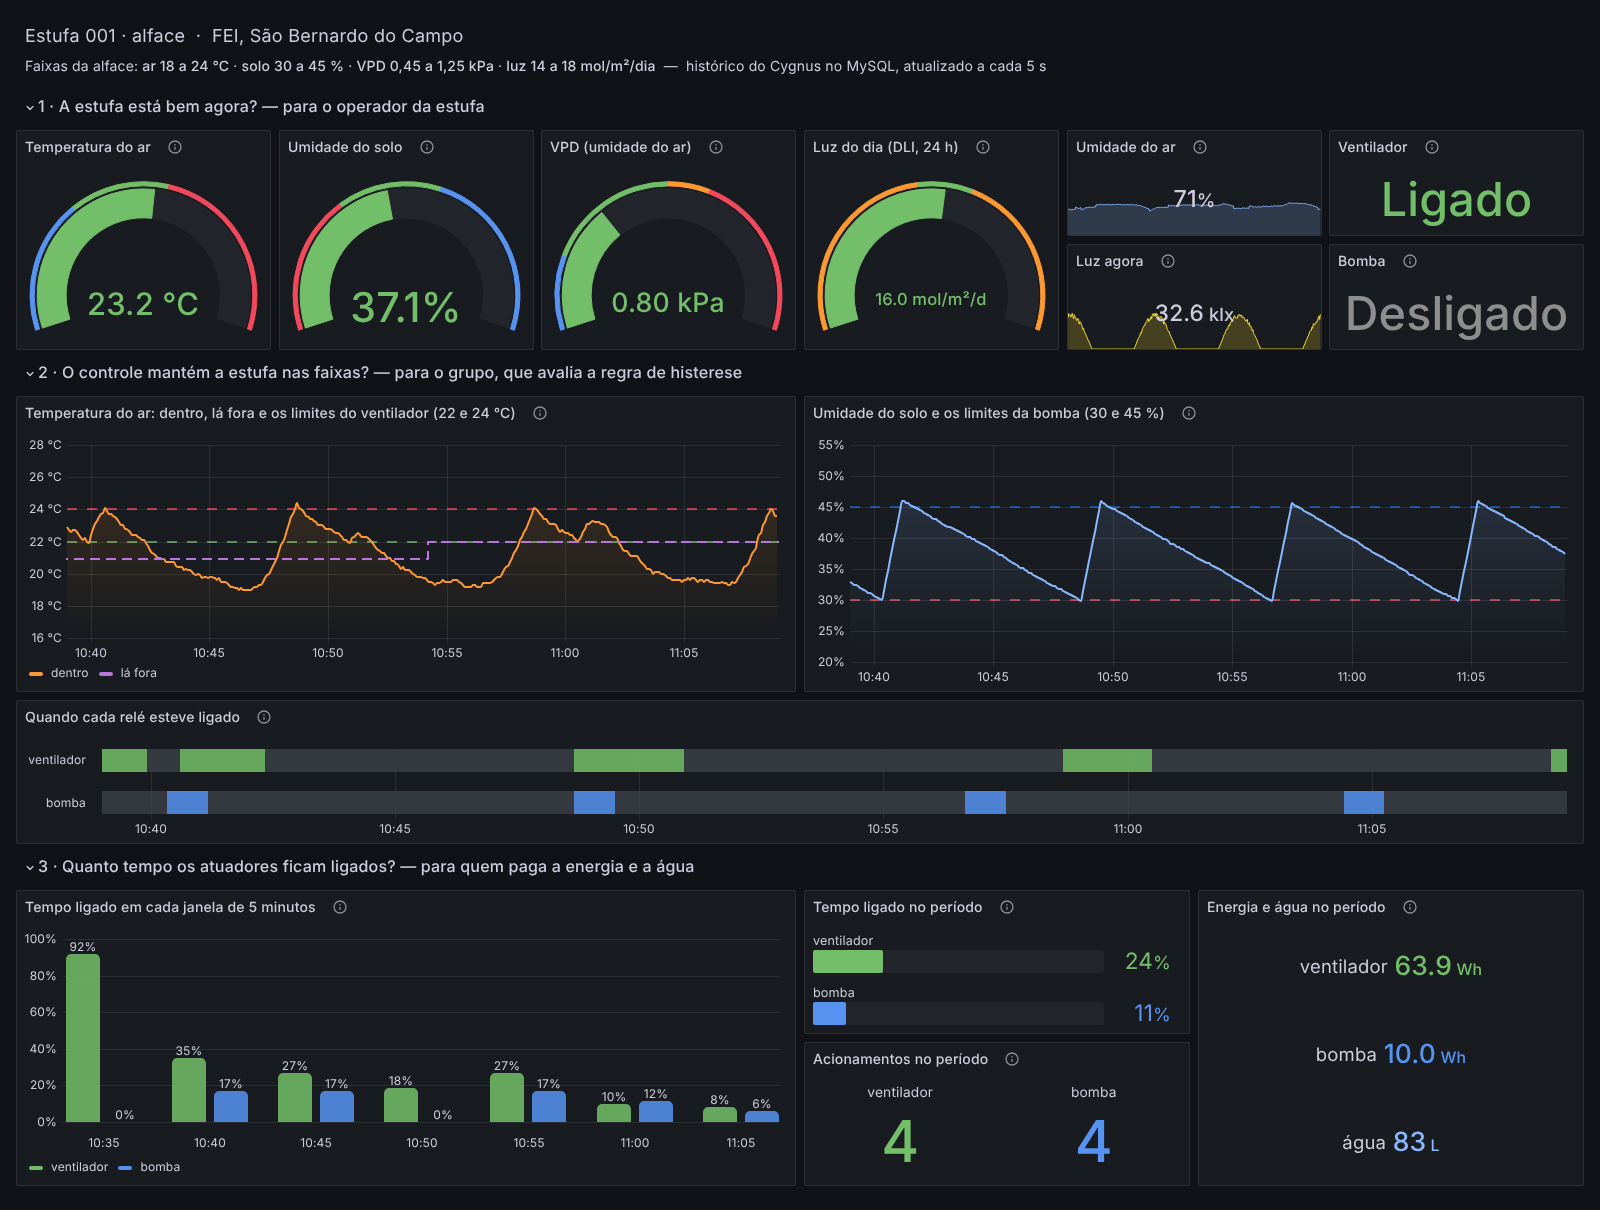 Estufa 001 · alface · FEI, São Bernardo do Campo
Faixas da alface: ar 18 a 24 °C · solo 30 a 45 % · VPD 0,45 a 1,25 kPa · luz 14 a 18 mol/m²/dia — histórico do Cygnus no MySQL, atualizado a cada 5 s
1 · A estufa está bem agora? — para o operador da estufa
Temperatura do ar
23.2 °C
Umidade do solo
37.1%
VPD (umidade do ar)
0.80 kPa
Luz do dia (DLI, 24 h)
16.0 mol/m²/d
Umidade do ar
71%
Ventilador
Ligado
Luz agora
32.6 klx
Bomba
Desligado
2 · O controle mantém a estufa nas faixas? — para o grupo, que avalia a regra de histerese
Temperatura do ar: dentro, lá fora e os limites do ventilador (22 e 24 °C)
28 °C
26 °C
24 °C
22 °C
20 °C
18 °C
16 °C
10:40 10:45 10:50 10:55 11:00 11:05
dentro lá fora
Umidade do solo e os limites da bomba (30 e 45 %)
55%
50%
45%
40%
35%
30%
25%
20%
10:40 10:45 10:50 10:55 11:00 11:05
Quando cada relé esteve ligado
ventilador
bomba
10:40 10:45 10:50 10:55 11:00 11:05
3 · Quanto tempo os atuadores ficam ligados? — para quem paga a energia e a água
Tempo ligado em cada janela de 5 minutos
100%
80%
60%
40%
20%
0%
92% 0%
35% 17%
27% 17%
18% 0%
27% 17%
10% 12%
8% 6%
10:35 10:40 10:45 10:50 10:55 11:00 11:05
ventilador bomba
Tempo ligado no período
ventilador
24%
bomba
11%
Acionamentos no período
ventilador bomba
4 4
Energia e água no período
ventilador 63.9 Wh
bomba 10.0 Wh
água 83 L